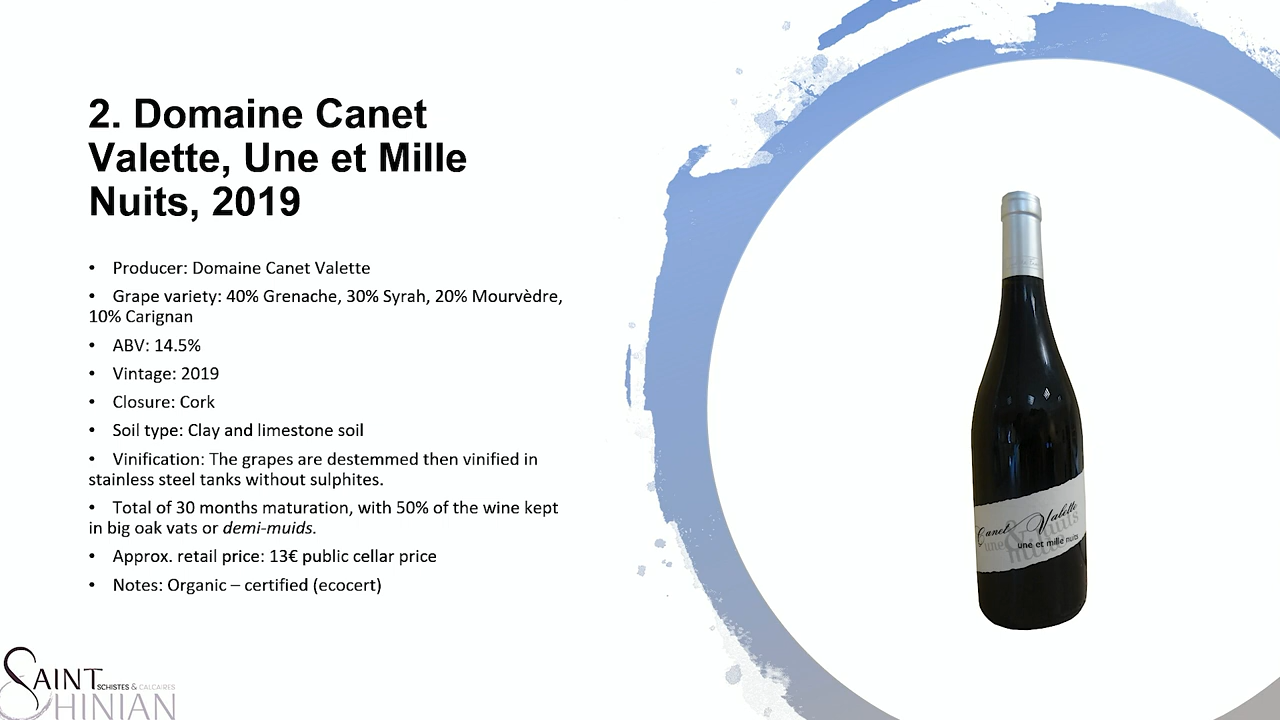 2. Domaine Canet
Valette, Une et Mille
Nuits, 2019
• Producer: Domaine Canet Valette
• Grape variety: 40% Grenache, 30% Syrah, 20% Mourvèdre,
10% Carignan
• ABV: 14.5%
• Vintage: 2019
• Closure: Cork
• Soil type: Clay and limestone soil
• Vinification: The grapes are destemmed then vinified in
stainless steel tanks without sulphites.
• Total of 30 months maturation, with 50% of the wine kept
in big oak vats or demi-muids.
• Approx. retail price: 13€ public cellar price
• Notes: Organic – certified (ecocert)
Canet Valette
une et mille nuits
SAINT
SCHISTES & CALCAIRES
CHINIAN